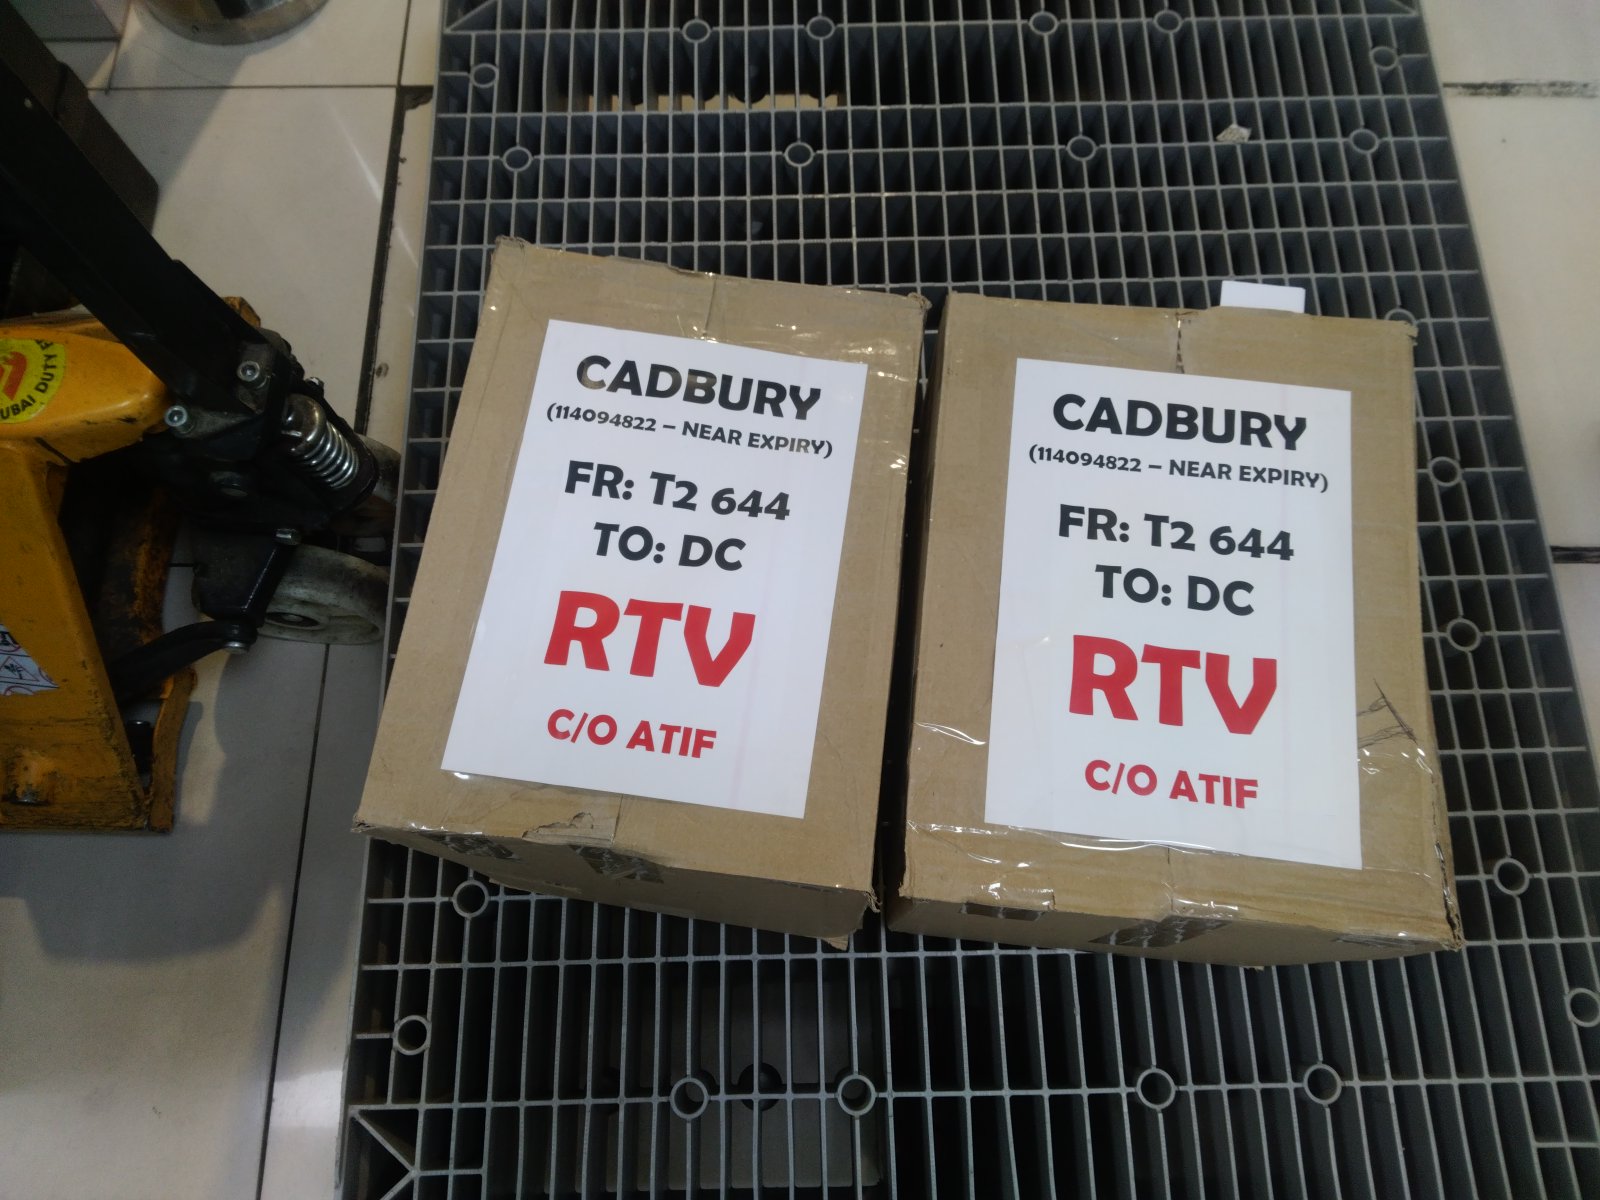 CADBURY
(114094822 – NEAR EXPIRY)
FR: T2 644
TO: DC
RTV
C/O ATIF
CADBURY
(114094822 – NEAR EXPIRY)
FR: T2 644
TO: DC
RTV
C/O ATIF
DUTY